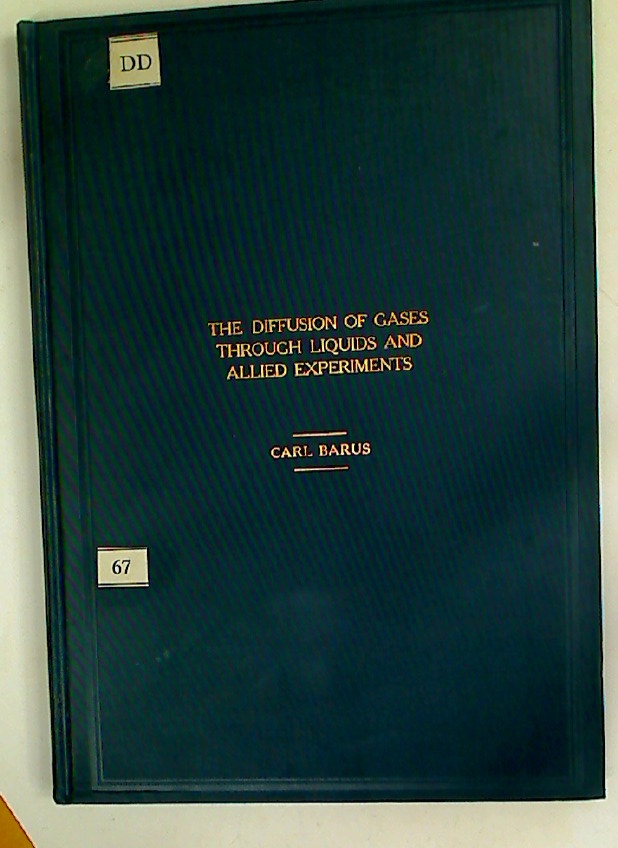 DD
THE DIFFUSION OF GASES
THROUGH LIQUIDS AND
ALLIED EXPERIMENTS
CARL BARUS
67